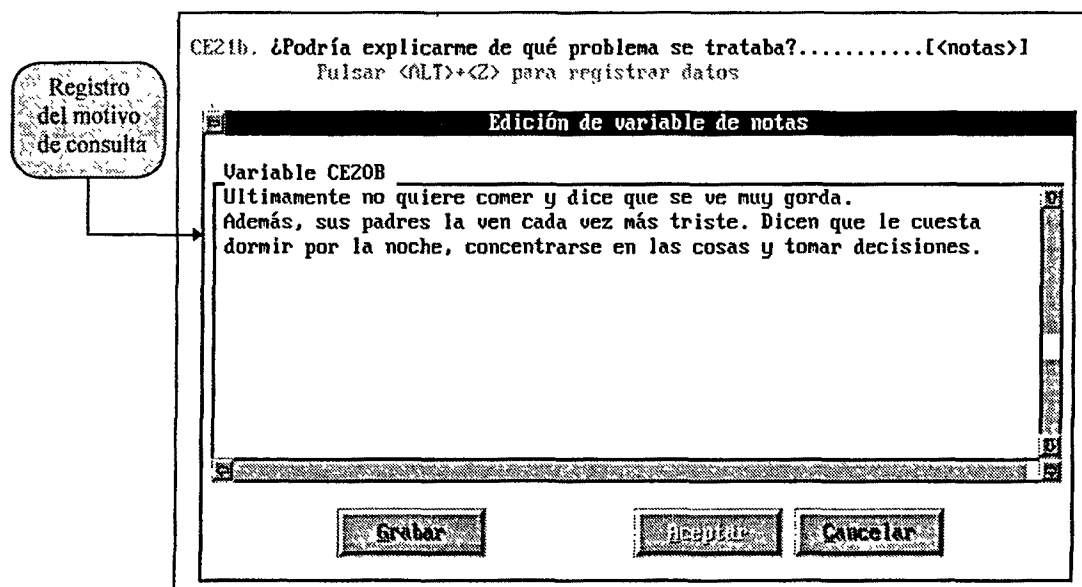 CE21b. ¿Podría explicarme de qué problema se trataba?...........[<notas>]
Pulsar <ALT>+<Z> para registrar datos
Registro
del motivo
de consulta
Edición de variable de notas
Variable CE20B
Ultimamente no quiere comer y dice que se ve muy gorda.
Además, sus padres la ven cada vez más triste. Dicen que le cuesta
dormir por la noche, concentrarse en las cosas y tomar decisiones.
Grabar
Aceptar
Cancelar